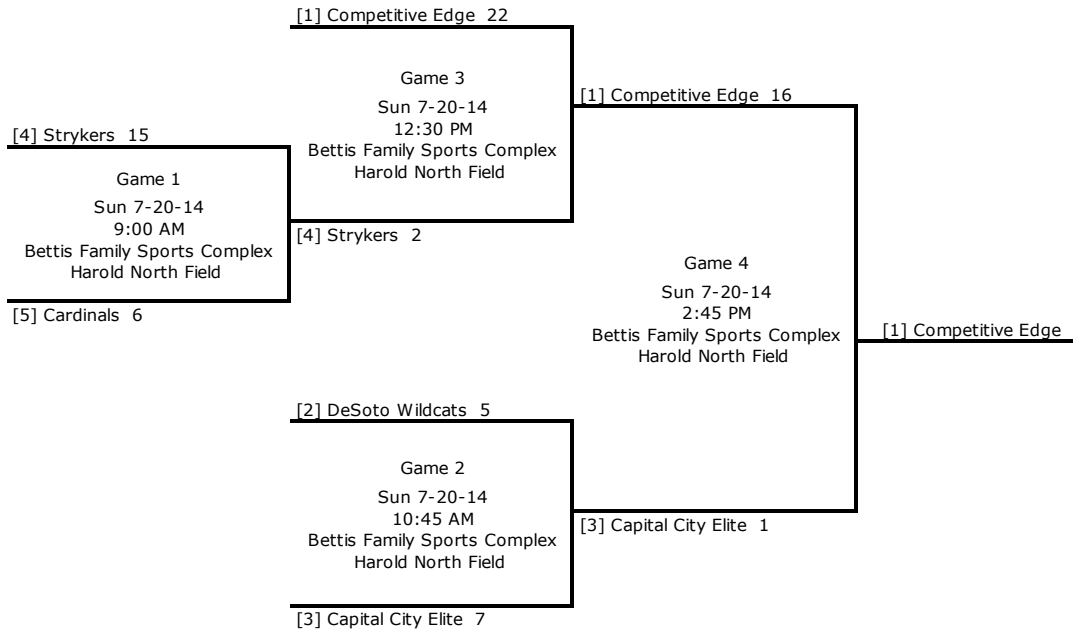 [1] Competitive Edge 22
Game 3
Sun 7-20-14
12:30 PM
Bettis Family Sports Complex
Harold North Field
[1] Competitive Edge 16
[4] Strykers 15
Game 1
Sun 7-20-14
9:00 AM
Bettis Family Sports Complex
Harold North Field
[4] Strykers 2
[5] Cardinals 6
Game 4
Sun 7-20-14
2:45 PM
Bettis Family Sports Complex
Harold North Field
[1] Competitive Edge
[2] DeSoto Wildcats 5
Game 2
Sun 7-20-14
10:45 AM
Bettis Family Sports Complex
Harold North Field
[3] Capital City Elite 1
[3] Capital City Elite 7